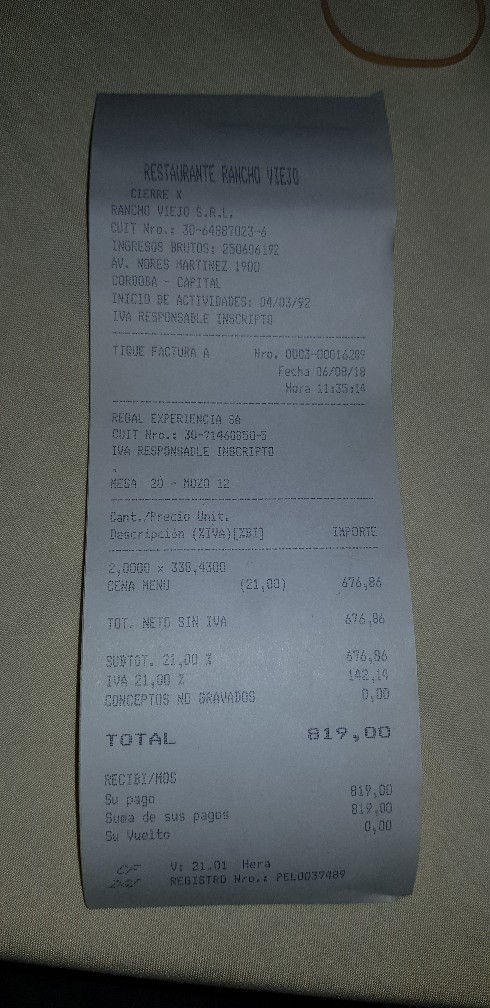 RESTAURANTE RANCHO VIEJO
CIERRE X
RANCHO VIEJO S.R.L.
CUIT Nro.: 30-64887023-6
INGRESOS BRUTOS: 250606192
AV. NORES MARTINEZ 1900
CORDOBA - CAPITAL
INICIO DE ACTIVIDADES: 04/03/92
IVA RESPONSABLE INSCRIPTO
TIQUE FACTURA A Nro. 0003-00016289
Fecha 06/08/18
Hora 11:35:14
REGAL EXPERIENCIA SA
CUIT Nro.: 30-71460850-5
IVA RESPONSABLE INSCRIPTO
.
MESA 20 - MOZO 12
Cant./Precio Unit.
Descripción (%IVA)[%BI] IMPORTE
2,0000 x 338,4300
CENA MENU (21,00) 676,86
TOT. NETO SIN IVA 676,86
SUBTOT. 21,00 % 676,86
IVA 21,00 % 142,14
CONCEPTOS NO GRAVADOS 0,00
TOTAL 819,00
RECIBI/MOS
Su pago 819,00
Suma de sus pagos 819,00
Su Vuelto 0,00
CF V: 21.01 Hera
DGI REGISTRO Nro.: PEL0037489